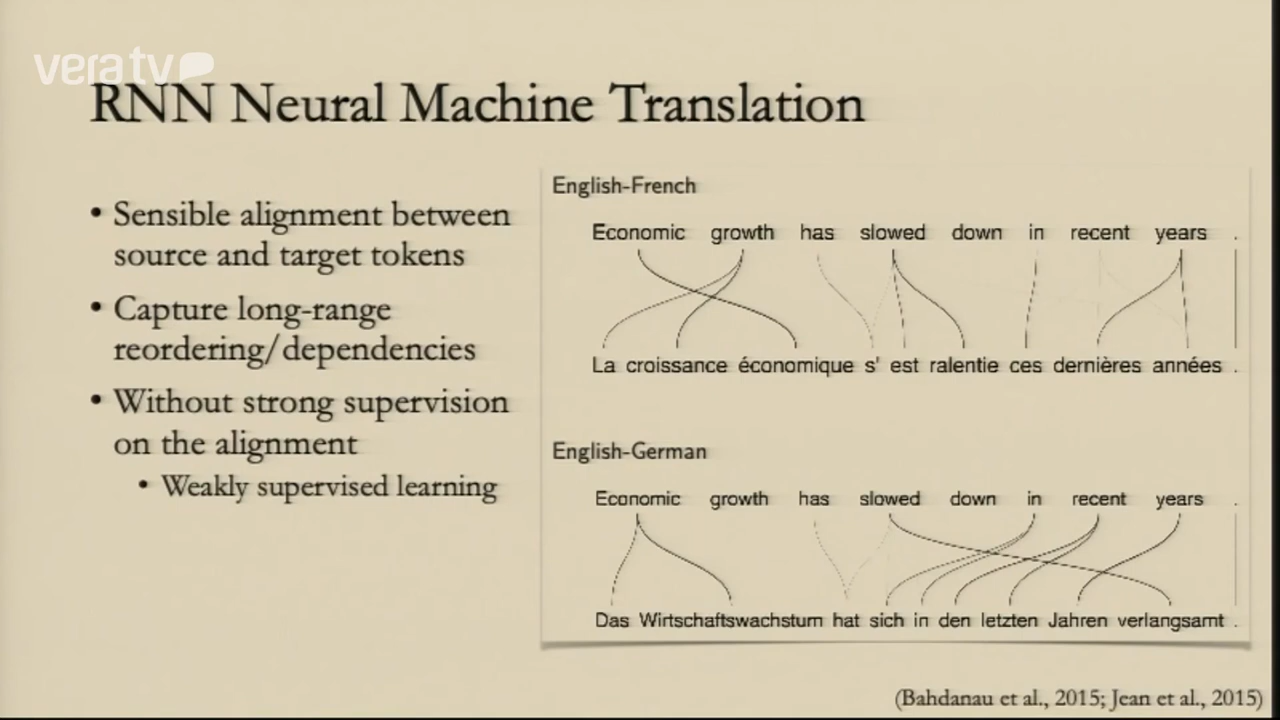 vera tv
RNN Neural Machine Translation
• Sensible alignment between
source and target tokens
• Capture long-range
reordering/dependencies
• Without strong supervision
on the alignment
• Weakly supervised learning
English-French
Economic growth has slowed down in recent years .
La croissance économique s' est ralentie ces dernières années .
English-German
Economic growth has slowed down in recent years .
Das Wirtschaftswachstum hat sich in den letzten Jahren verlangsamt .
(Bahdanau et al., 2015; Jean et al., 2015)